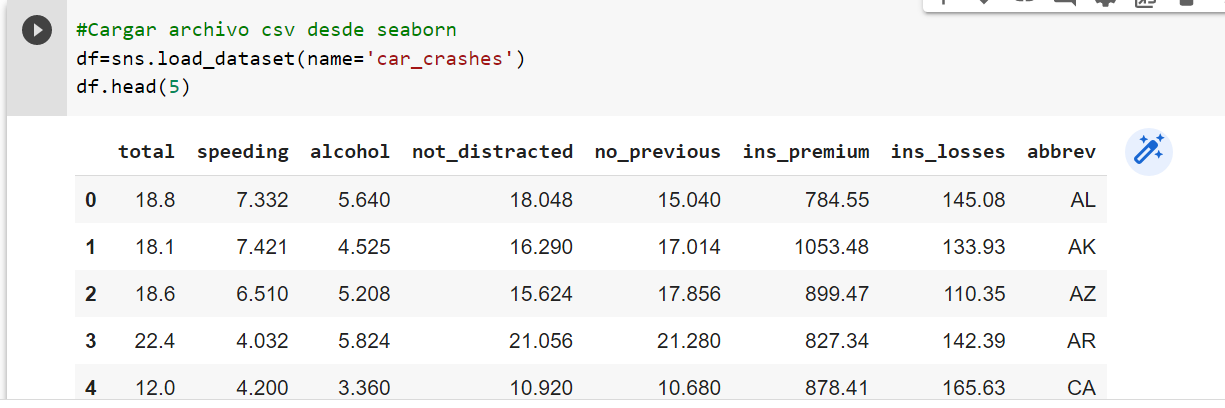 #Cargar archivo csv desde seaborn
df=sns.load_dataset(name='car_crashes')
df.head(5)
total speeding alcohol not_distracted no_previous ins_premium ins_losses abbrev
0 18.8 7.332 5.640 18.048 15.040 784.55 145.08 AL
1 18.1 7.421 4.525 16.290 17.014 1053.48 133.93 AK
2 18.6 6.510 5.208 15.624 17.856 899.47 110.35 AZ
3 22.4 4.032 5.824 21.056 21.280 827.34 142.39 AR
4 12.0 4.200 3.360 10.920 10.680 878.41 165.63 CA